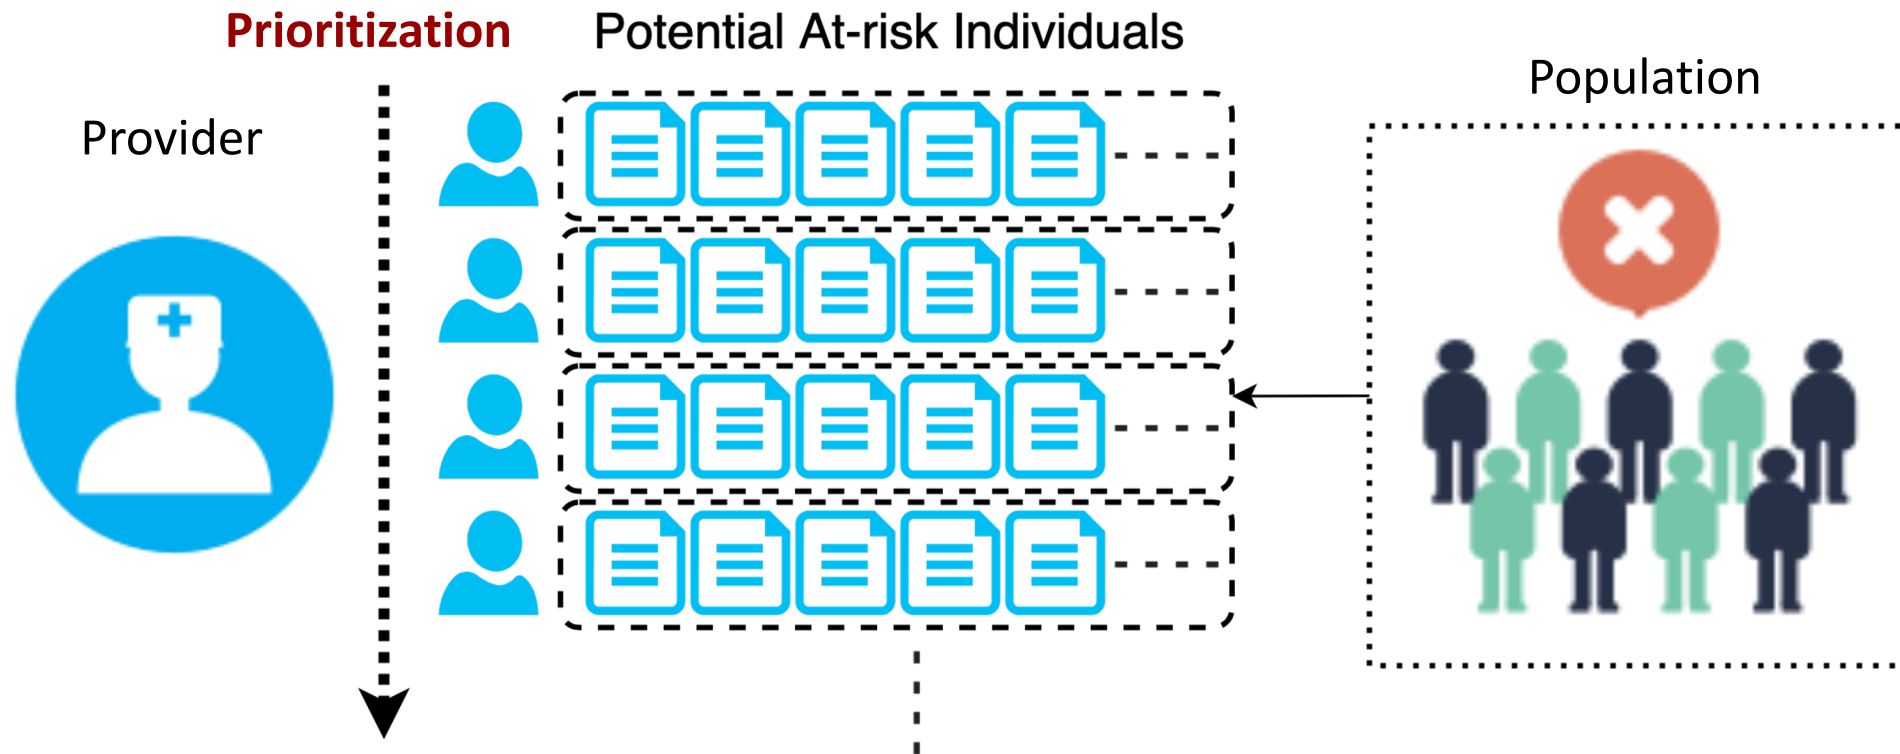 Prioritization
Potential At-risk Individuals
Population
Provider